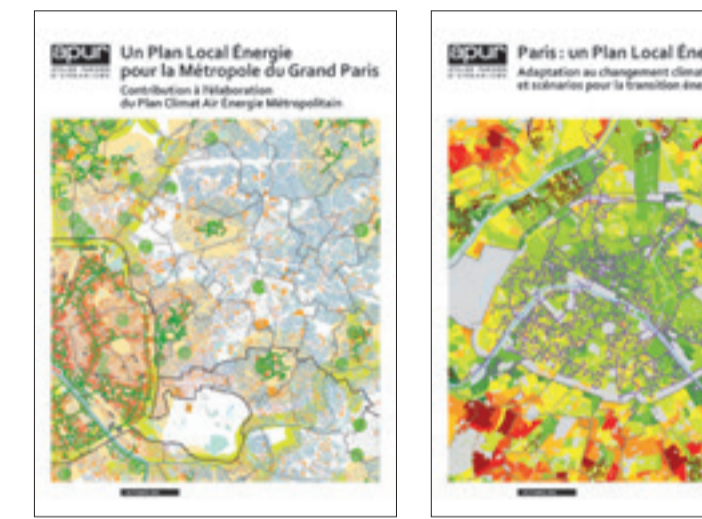 apur
Un Plan Local Énergie
pour la Métropole du Grand Paris
Contribution à l'élaboration
du Plan Climat Air Énergie Métropolitain
apur
Paris : un Plan Local Éne
Adaptation au changement climat
et scénarios pour la transition éne